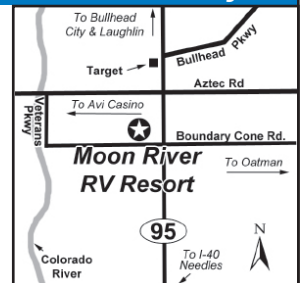 To Bullhead
City & Laughlin
Bullhead Pkwy
Target
Aztec Rd
Veterans
Pkwy
To Avi Casino
Boundary Cone Rd.
Moon River
RV Resort
To Oatman
95
N
Colorado
River
To I-40
Needles